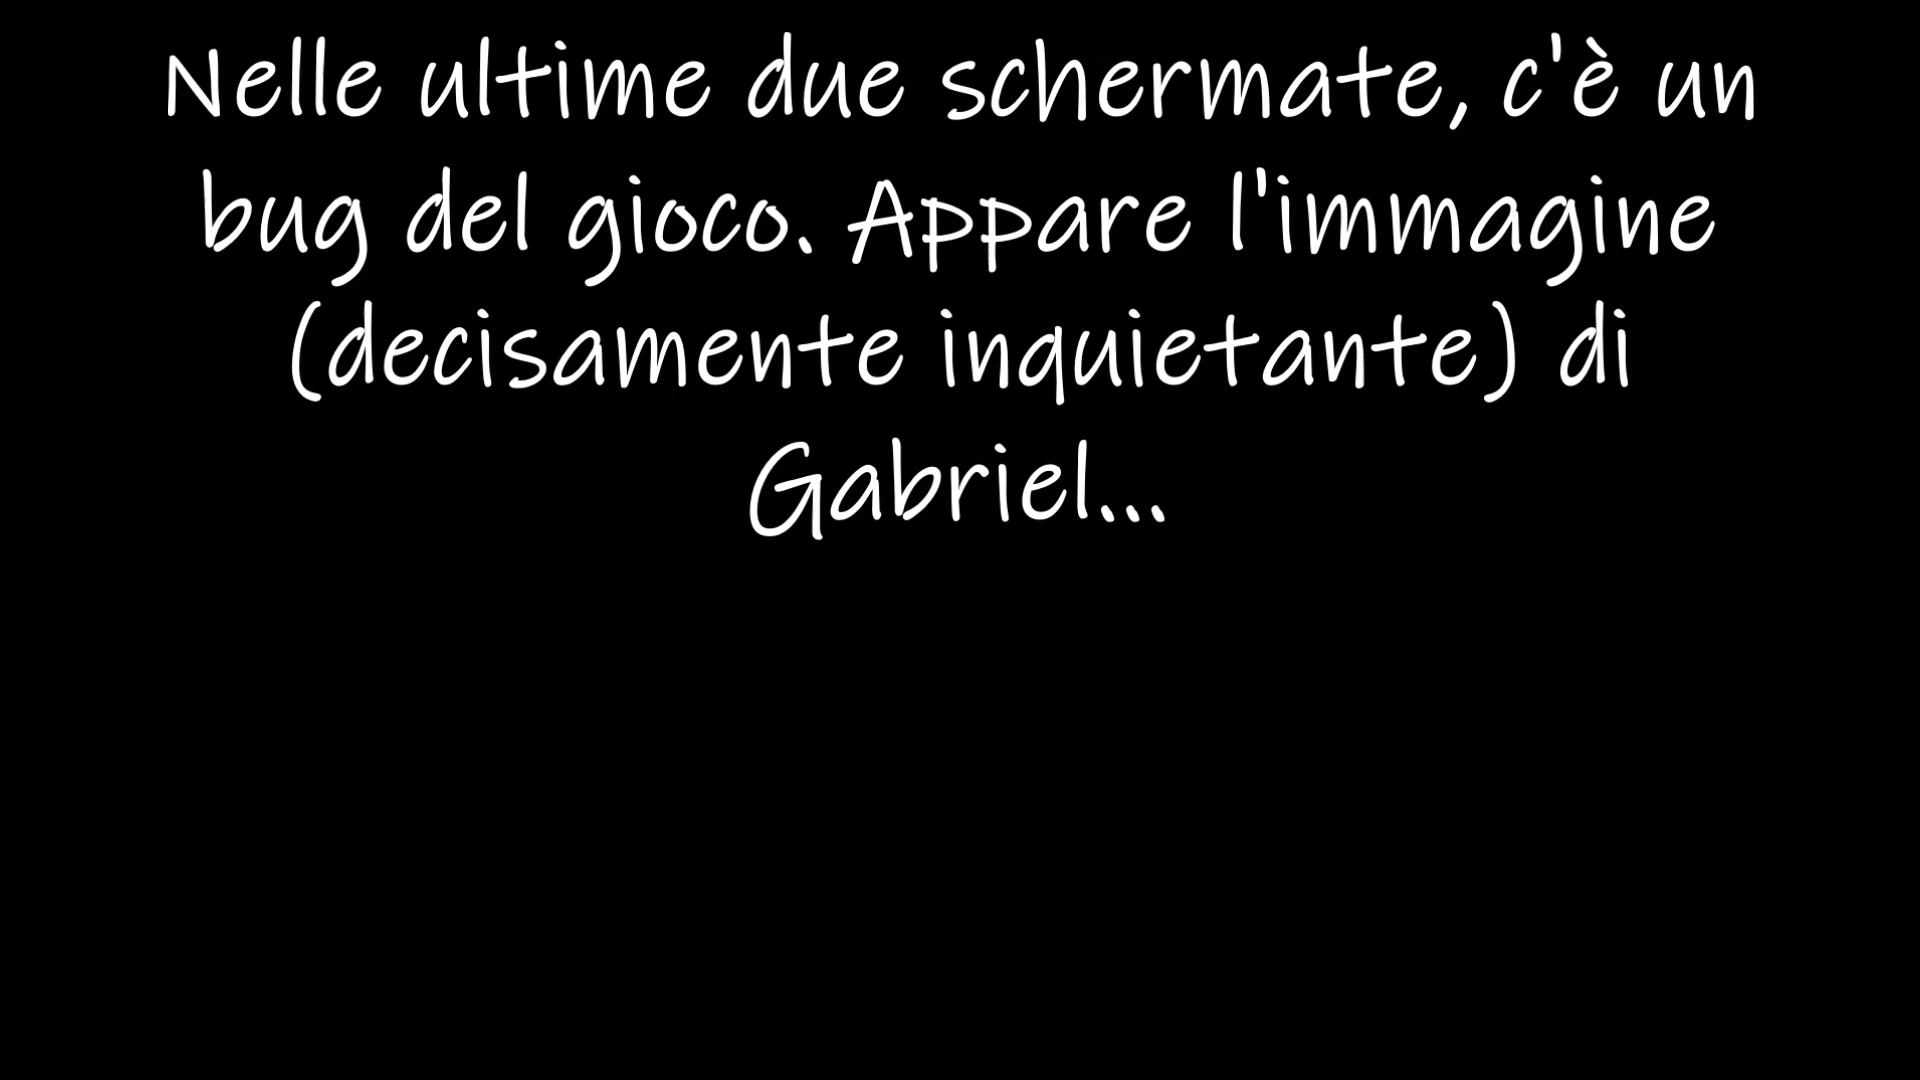 Nelle ultime due schermate, c'è un
bug del gioco. Appare l'immagine
(decisamente inquietante) di
Gabriel...